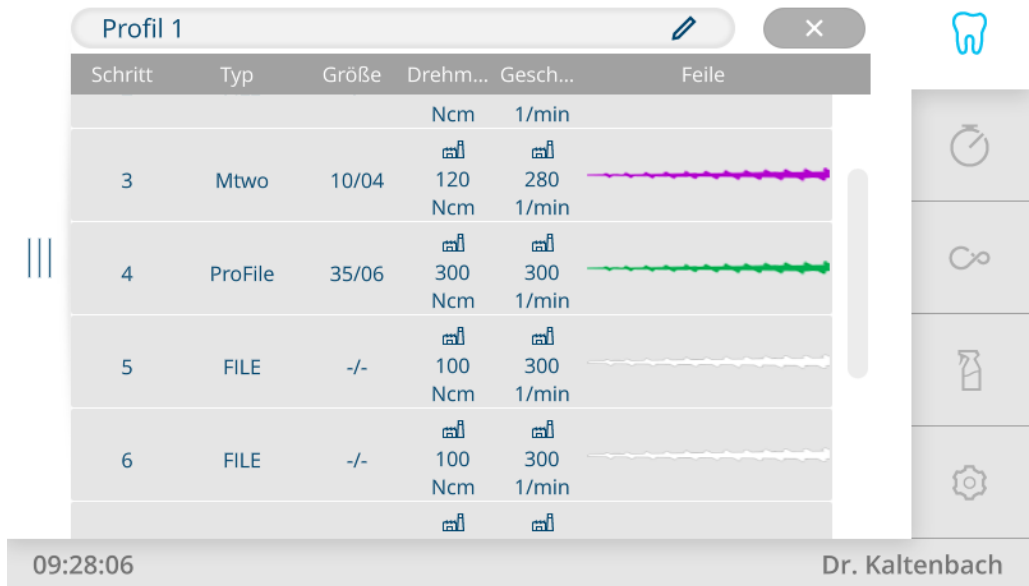 Profil 1
Schritt Typ Größe Drehm... Gesch... Feile
Ncm 1/min
120 280
3 Mtwo 10/04
Ncm 1/min
300 300
4 ProFile 35/06
Ncm 1/min
100 300
5 FILE -/-
Ncm 1/min
100 300
6 FILE -/-
Ncm 1/min
09:28:06 Dr. Kaltenbach